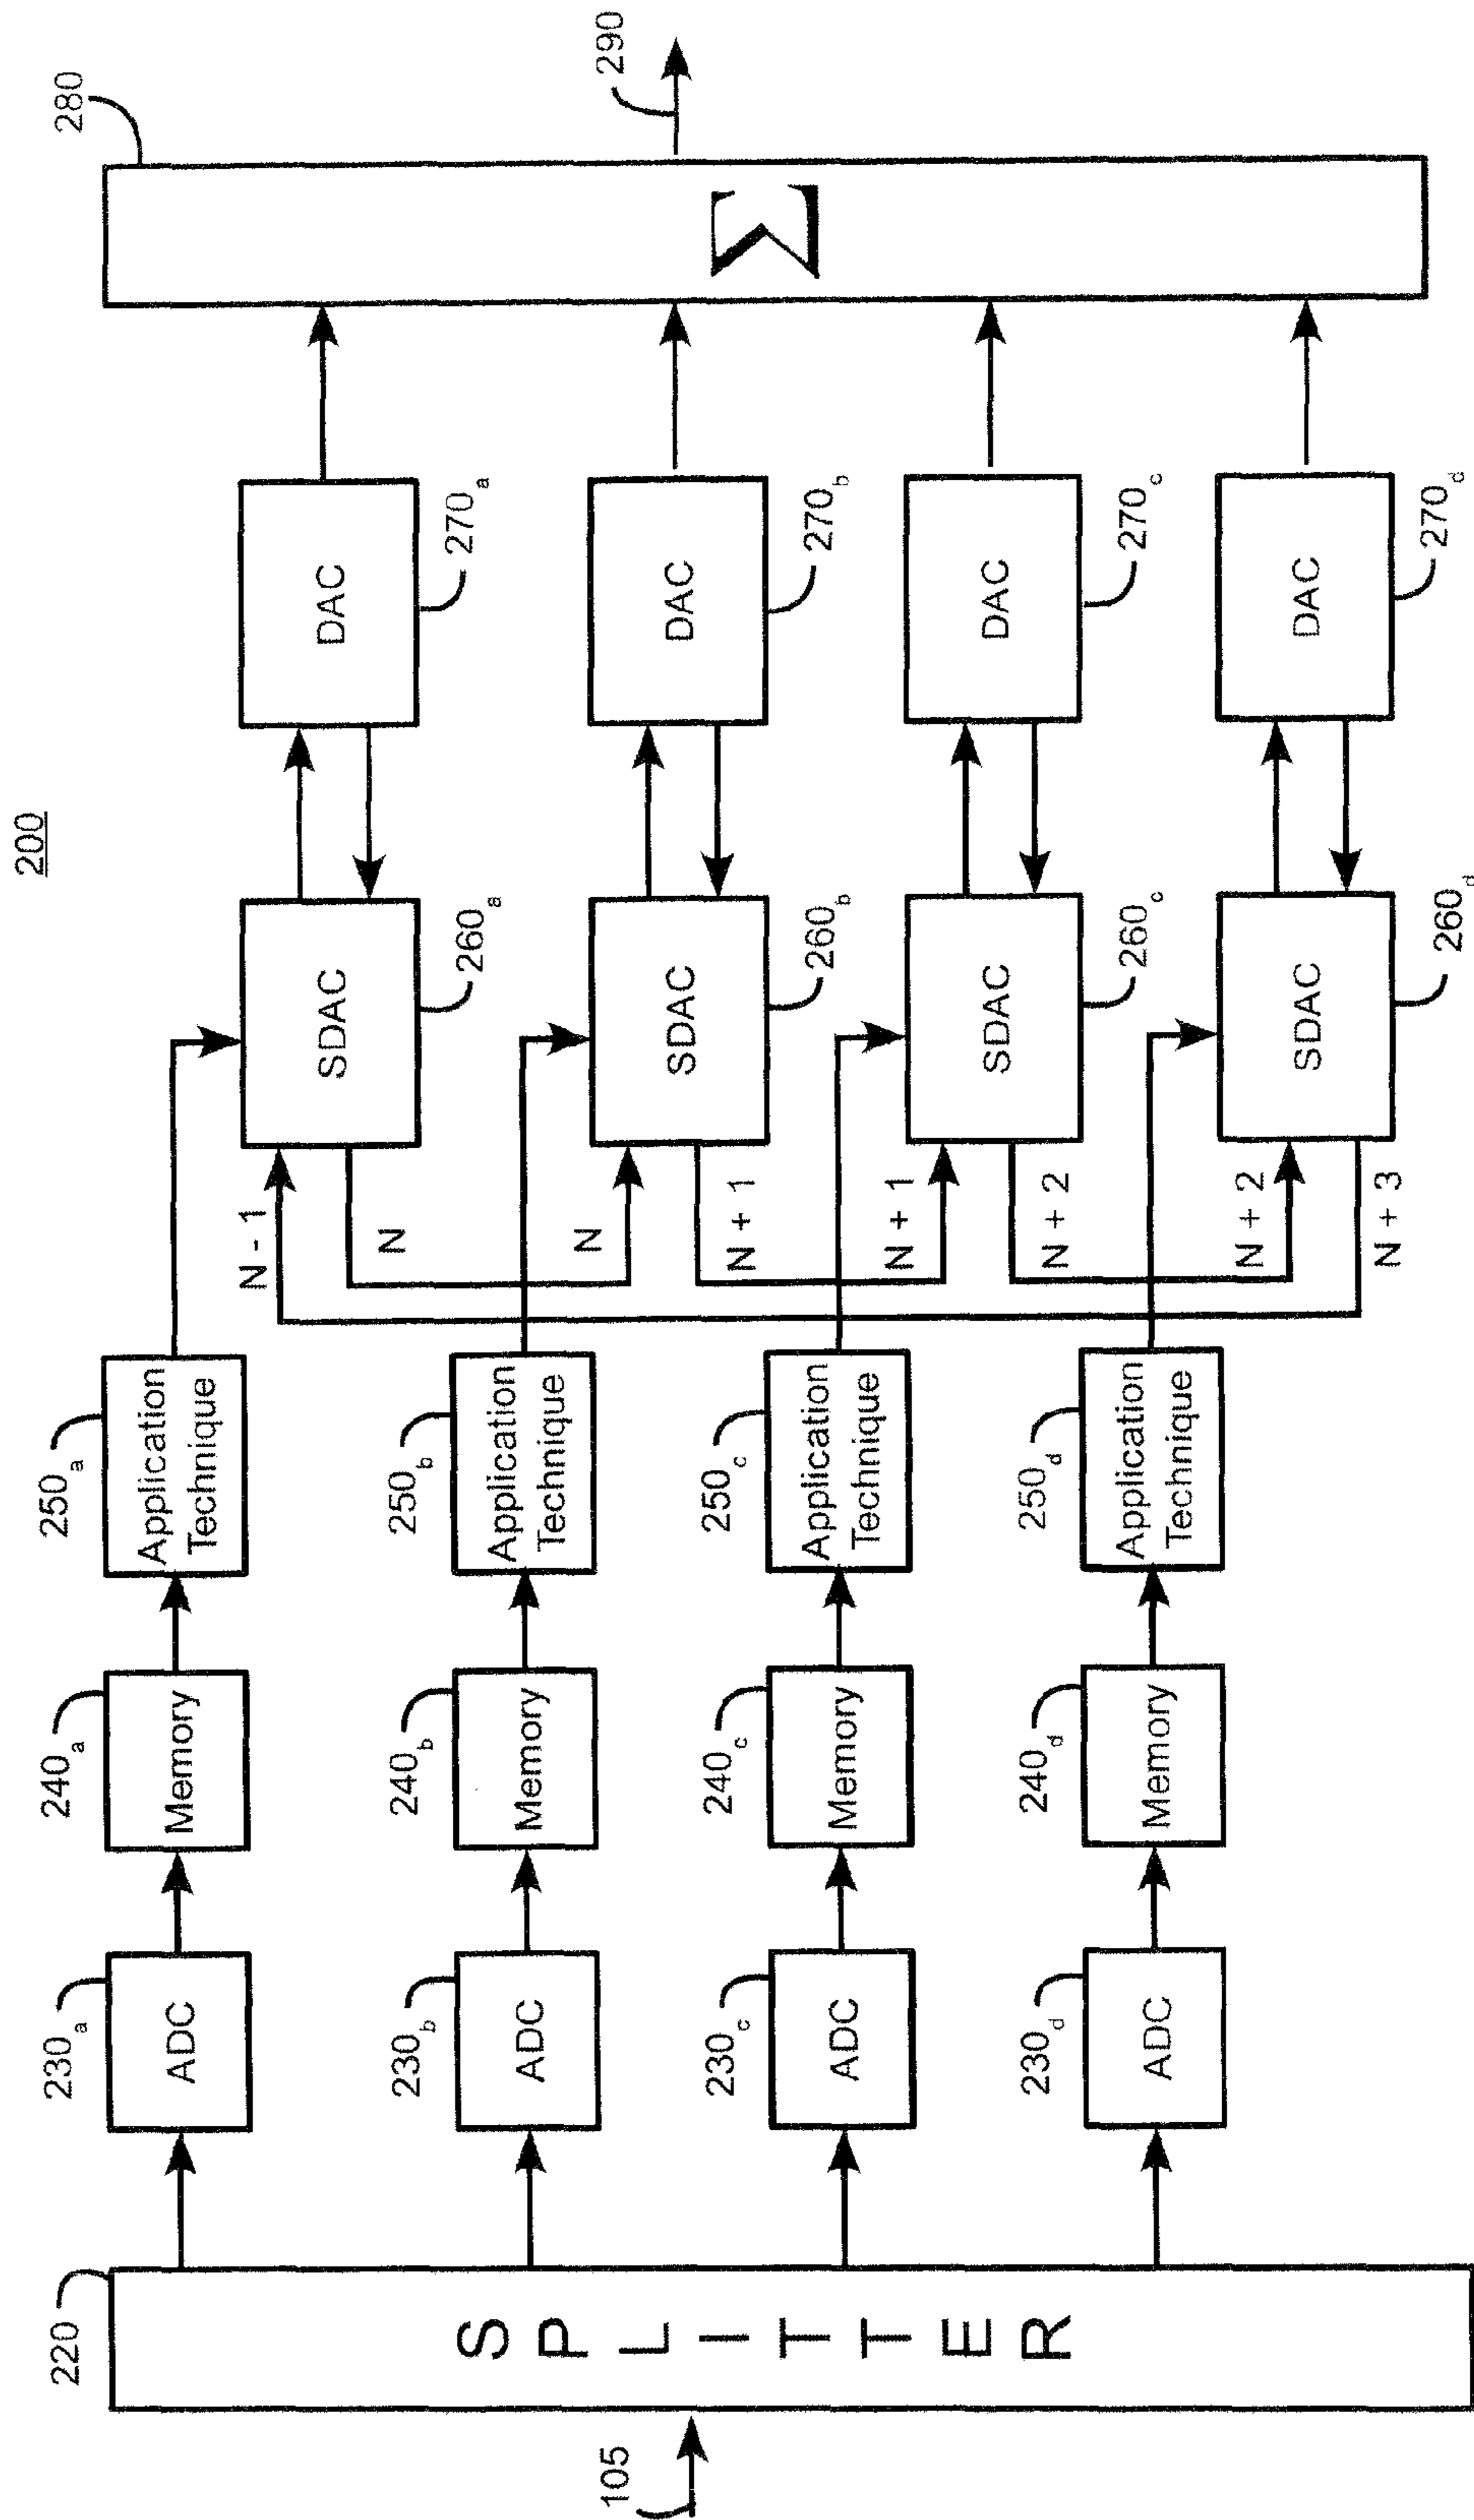 200
105
220
SPLITTER
230a
ADC
240a
Memory
250a
Application
Technique
N - 1
N
SDAC
260a
DAC
270a
230b
ADC
240b
Memory
250b
Application
Technique
N
N + 1
SDAC
260b
DAC
270b
230c
ADC
240c
Memory
250c
Application
Technique
N + 1
N + 2
SDAC
260c
DAC
270c
230d
ADC
240d
Memory
250d
Application
Technique
N + 2
N + 3
SDAC
260d
DAC
270d
280
Σ
290